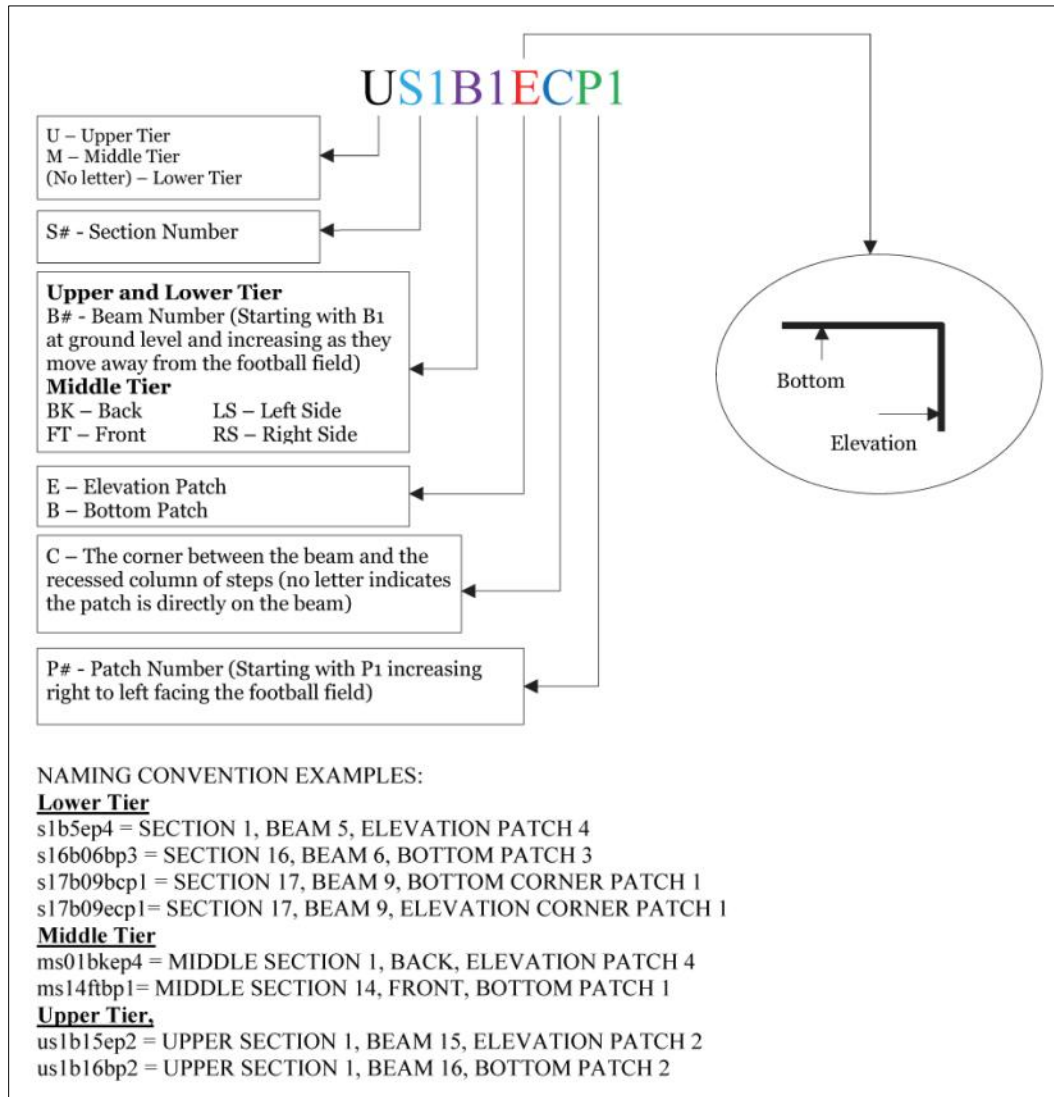 US1B1ECP1
U – Upper Tier
M – Middle Tier
(No letter) – Lower Tier
S# - Section Number
Upper and Lower Tier
B# - Beam Number (Starting with B1
at ground level and increasing as they
move away from the football field)
Middle Tier
BK – Back LS – Left Side
FT – Front RS – Right Side
E – Elevation Patch
B – Bottom Patch
C – The corner between the beam and the
recessed column of steps (no letter indicates
the patch is directly on the beam)
P# - Patch Number (Starting with P1 increasing
right to left facing the football field)
Bottom
Elevation
NAMING CONVENTION EXAMPLES:
Lower Tier
s1b5ep4 = SECTION 1, BEAM 5, ELEVATION PATCH 4
s16b06bp3 = SECTION 16, BEAM 6, BOTTOM PATCH 3
s17b09bcp1 = SECTION 17, BEAM 9, BOTTOM CORNER PATCH 1
s17b09ecp1= SECTION 17, BEAM 9, ELEVATION CORNER PATCH 1
Middle Tier
ms01bkep4 = MIDDLE SECTION 1, BACK, ELEVATION PATCH 4
ms14ftbp1= MIDDLE SECTION 14, FRONT, BOTTOM PATCH 1
Upper Tier,
us1b15ep2 = UPPER SECTION 1, BEAM 15, ELEVATION PATCH 2
us1b16bp2 = UPPER SECTION 1, BEAM 16, BOTTOM PATCH 2